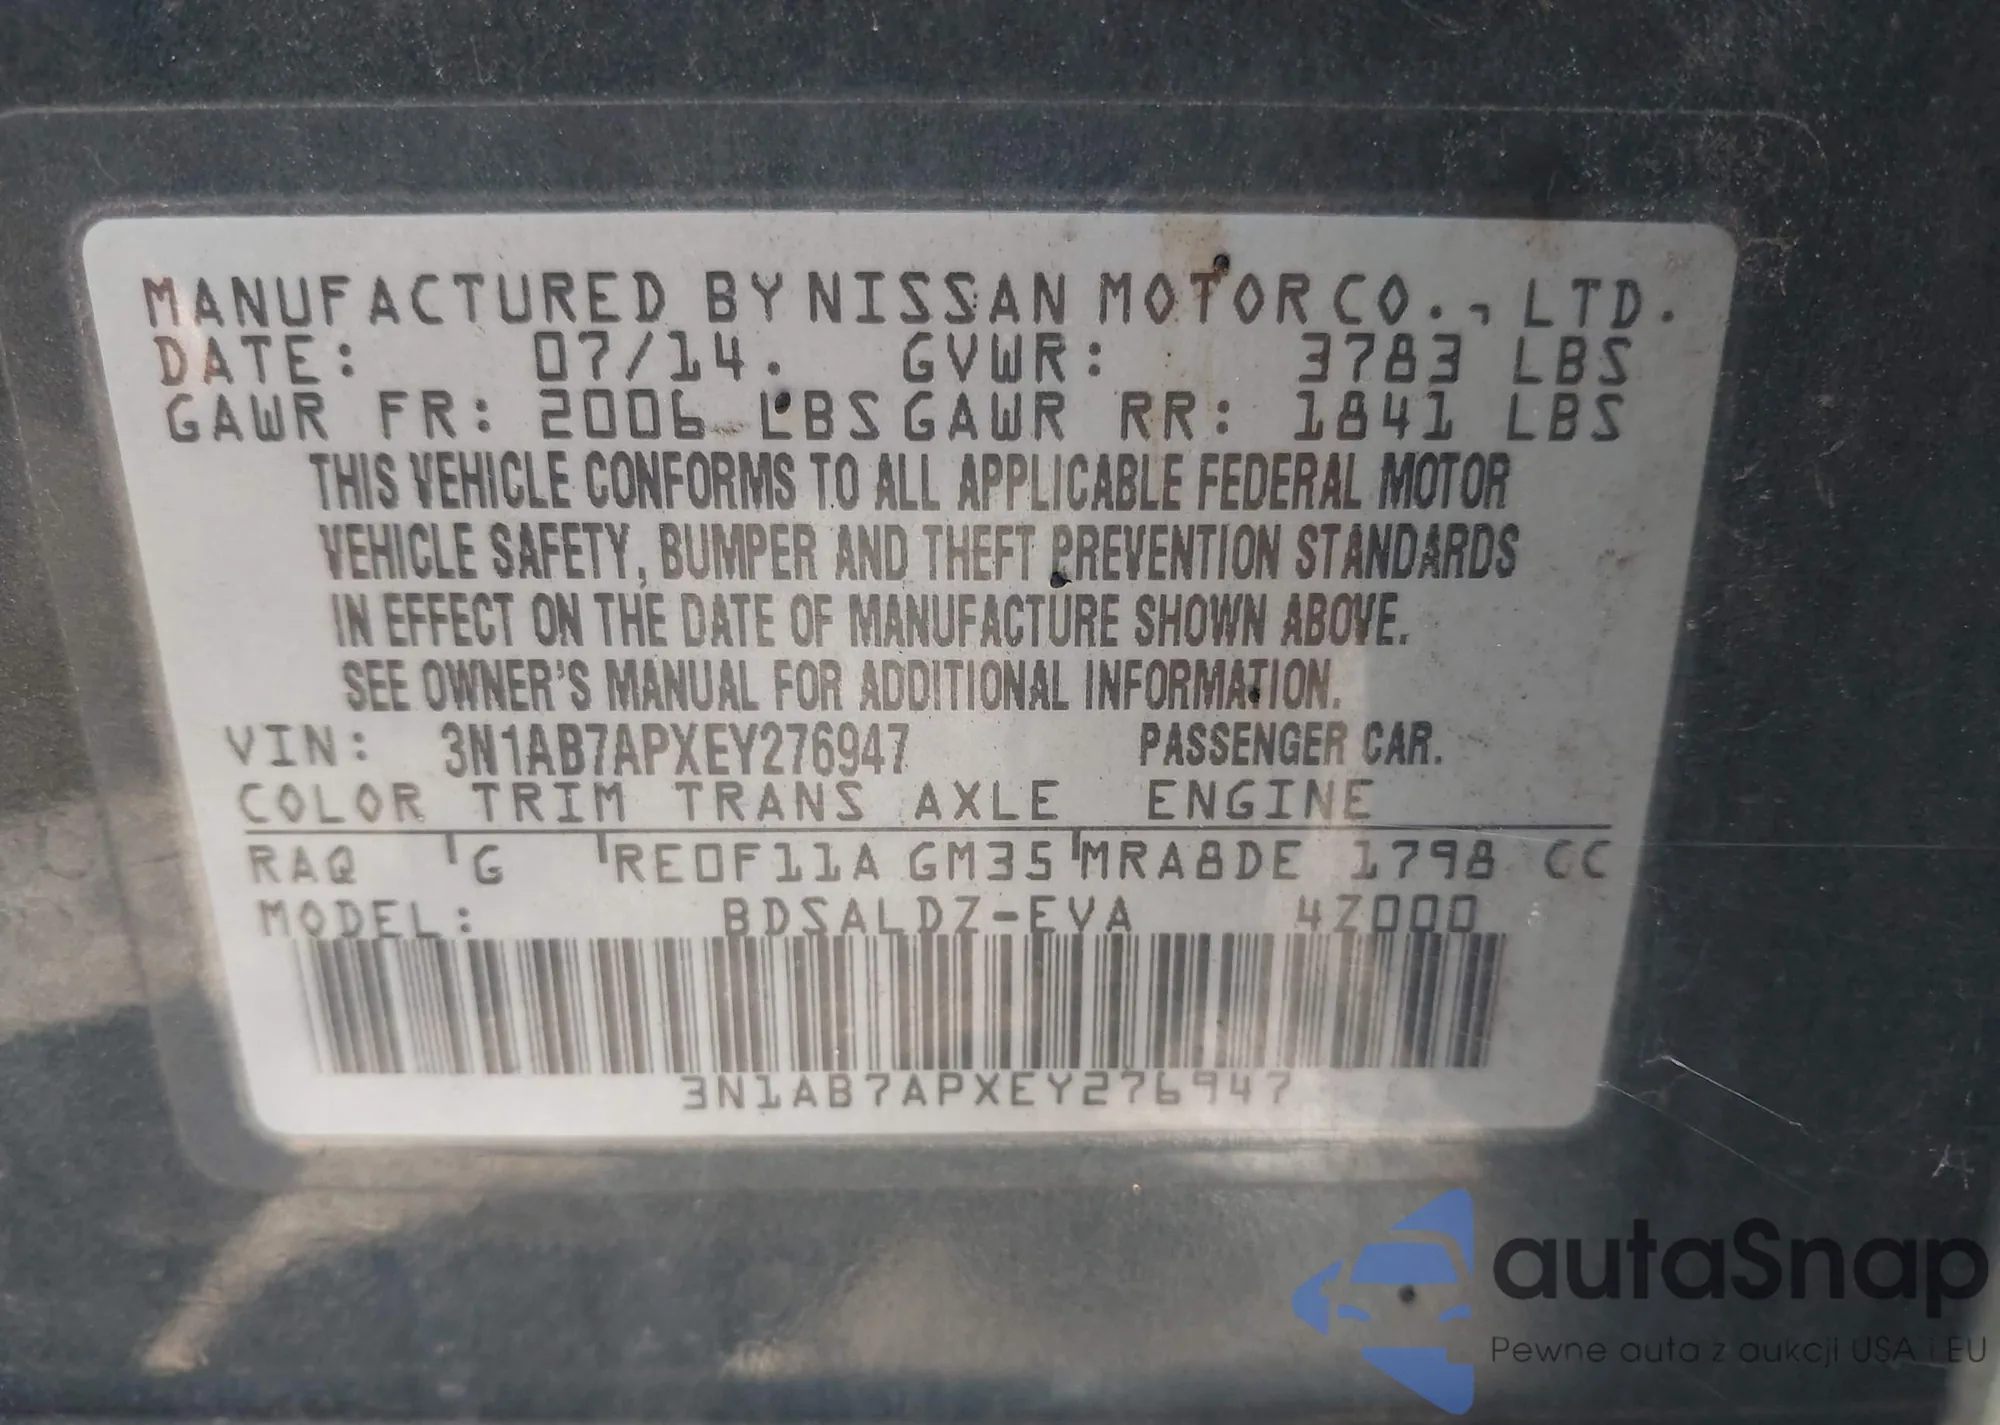 MANUFACTURED BY NISSAN MOTOR CO., LTD.
DATE: 07/14. GVWR: 3783 LBS
GAWR FR: 2006 LBS GAWR RR: 1841 LBS
THIS VEHICLE CONFORMS TO ALL APPLICABLE FEDERAL MOTOR
VEHICLE SAFETY, BUMPER AND THEFT PREVENTION STANDARDS
IN EFFECT ON THE DATE OF MANUFACTURE SHOWN ABOVE.
SEE OWNER'S MANUAL FOR ADDITIONAL INFORMATION.
VIN: 3N1AB7APXEY276947 PASSENGER CAR.
COLOR TRIM TRANS AXLE ENGINE
RAQ G RE0F11A GM35 MRA8DE 1798 CC
MODEL: BDSALDZ-EVA 4Z000
3N1AB7APXEY276947
autaSnap
Pewne auta z aukcji USA i EU